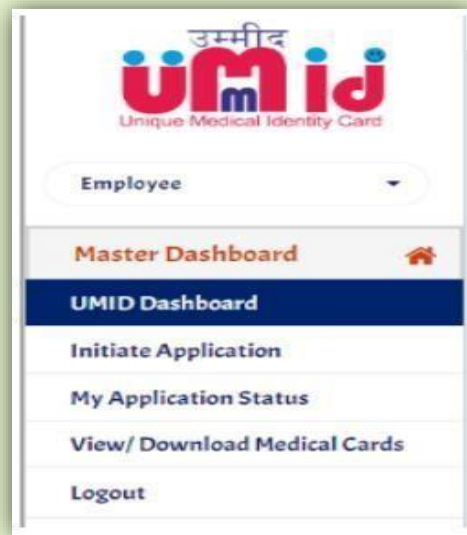 उम्मीद
UMmid
Unique Medical Identity Card
Employee
Master Dashboard
UMID Dashboard
Initiate Application
My Application Status
View/ Download Medical Cards
Logout